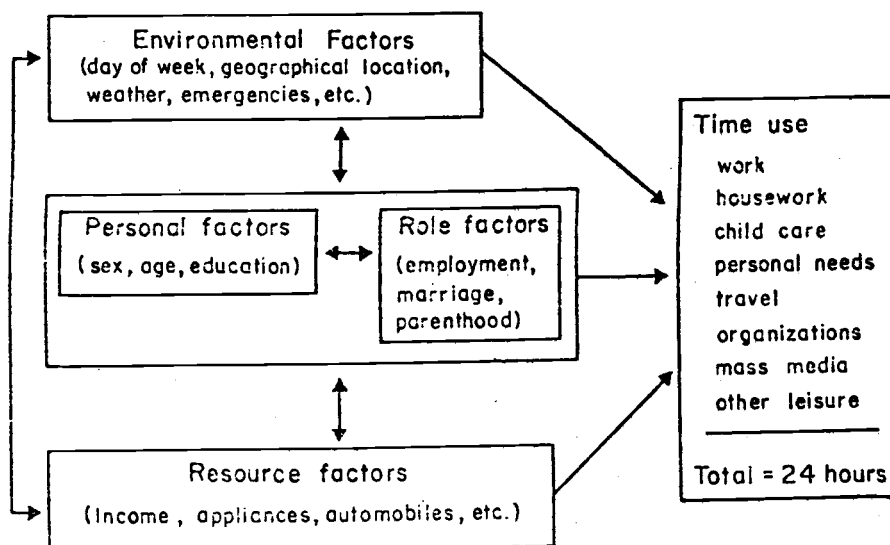 Environmental Factors
(day of week, geographical location,
weather, emergencies, etc.)
Personal factors
(sex, age, education)
Role factors
(employment,
marriage,
parenthood)
Resource factors
(Income, appliances, automobiles, etc.)
Time use
work
housework
child care
personal needs
travel
organizations
mass media
other leisure
Total = 24 hours